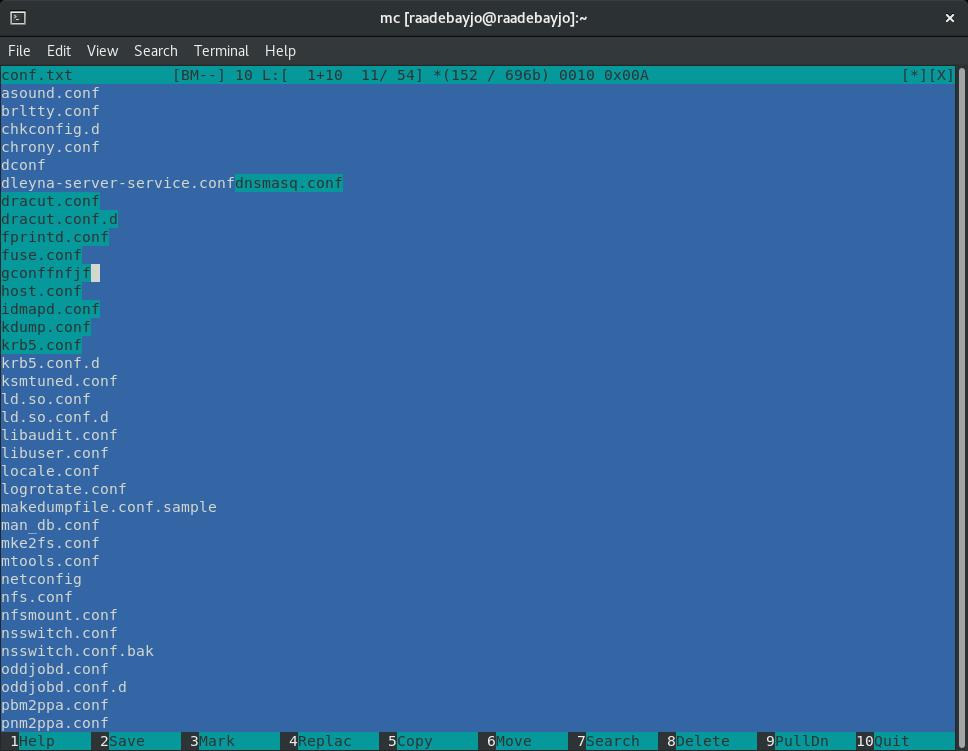 mc [raadebayjo@raadebayjo]:~
File Edit View Search Terminal Help
conf.txt [BM--] 10 L:[ 1+10 11/ 54] *(152 / 696b) 0010 0x00A [*][X]
asound.conf
brltty.conf
chkconfig.d
chrony.conf
dconf
dleyna-server-service.confdnsmasq.conf
dracut.conf
dracut.conf.d
fprintd.conf
fuse.conf
gconffnfjf
host.conf
idmapd.conf
kdump.conf
krb5.conf
krb5.conf.d
ksmtuned.conf
ld.so.conf
ld.so.conf.d
libaudit.conf
libuser.conf
locale.conf
logrotate.conf
makedumpfile.conf.sample
man_db.conf
mke2fs.conf
mtools.conf
netconfig
nfs.conf
nfsmount.conf
nsswitch.conf
nsswitch.conf.bak
oddjobd.conf
oddjobd.conf.d
pbm2ppa.conf
pnm2ppa.conf
1Help 2Save 3Mark 4Replac 5Copy 6Move 7Search 8Delete 9PullDn 10Quit